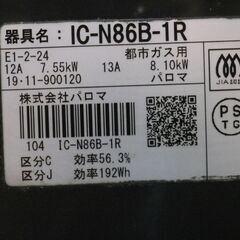 器具名: IC-N86B-1R
E1-2-24 都市ガス用
12A 7.55kW 13A 8.10kW
19·11-900120 パロマ
JIA
株式会社パロマ
104 IC-N86B-1R
区分C 効率56.3%
区分J 効率192Wh
PS
TG